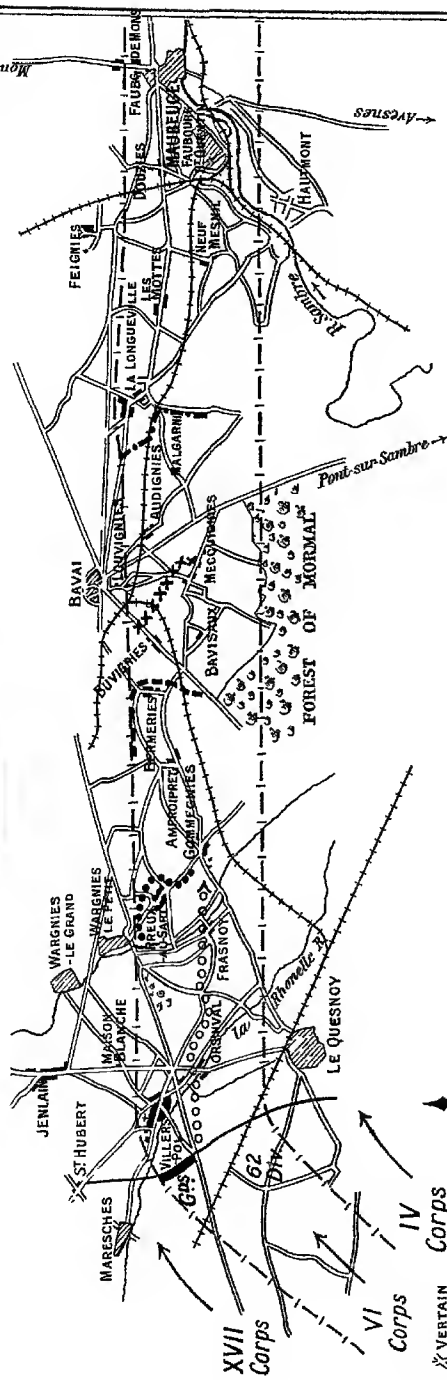 Mon
FAUBG DE MONS
MAUBEUGE
FAUBOURG
Avesnes
DOUZIES
FEIGNIES
HAUTMONT
NEUF
MESNIL
LES
MOTTES
R. Sambre
LA LONGUEVILLE
MALGARNI
AUDIGNIES
Pont-sur-Sambre
LOUVIGNIES
BAVAI
MECQUIGNIES
BAVISAUX
FOREST OF MORMAL
BUVIGNIES
BERMERIES
AMFROIPRET
GOMMEGNIES
WARGNIES
LE PETIT
WARGNIES
-LE GRAND
PREUX
AU-SART
FRASNOY
la Rhonelle R.
MAISON
BLANCHE
JENLAIN
ORSINVAL
LE QUESNOY
ST HUBERT
VILLERS
POL
Gds
62
Div.
MARESCHES
XVII
Corps
VI
Corps
IV
Corps
VERTAIN